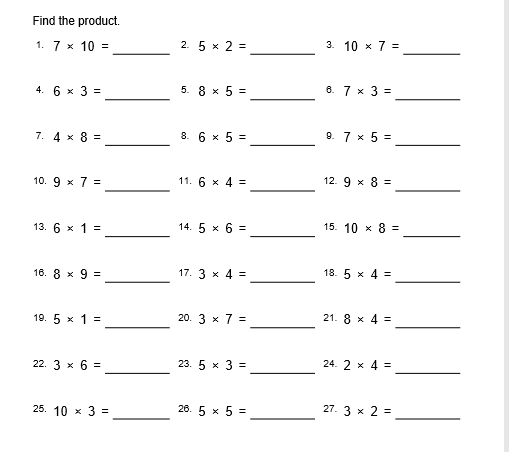 Find the product.
1. 7 × 10 = ________ 2. 5 × 2 = ________ 3. 10 × 7 = ________
4. 6 × 3 = ________ 5. 8 × 5 = ________ 6. 7 × 3 = ________
7. 4 × 8 = ________ 8. 6 × 5 = ________ 9. 7 × 5 = ________
10. 9 × 7 = ________ 11. 6 × 4 = ________ 12. 9 × 8 = ________
13. 6 × 1 = ________ 14. 5 × 6 = ________ 15. 10 × 8 = ________
16. 8 × 9 = ________ 17. 3 × 4 = ________ 18. 5 × 4 = ________
19. 5 × 1 = ________ 20. 3 × 7 = ________ 21. 8 × 4 = ________
22. 3 × 6 = ________ 23. 5 × 3 = ________ 24. 2 × 4 = ________
25. 10 × 3 = ________ 26. 5 × 5 = ________ 27. 3 × 2 = ________